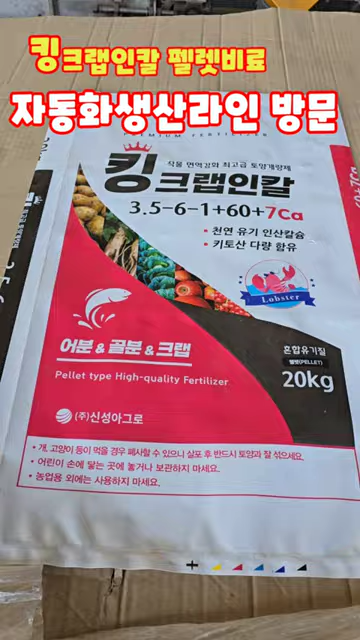 킹크랩인칼 펠렛비료
자동화생산라인 방문
PREMIUM FERTILIZER
작물 면역강화 최고급 토양개량제
킹크랩인칼
3.5-6-1+60+7Ca
• 천연 유기 인산칼슘
• 키토산 다량 함유
Lobster
어분 & 골분 & 크랩
Pellet type High-quality Fertilizer
혼합유기질
펠렛(PELLET)
20kg
(주)신성아그로
• 개, 고양이 등이 먹을 경우 폐사할 수 있으니 살포 후 반드시 토양과 잘 섞으세요.
• 어린이 손에 닿는 곳에 놓거나 보관하지 마세요.
• 농업용 외에는 사용하지 마세요.